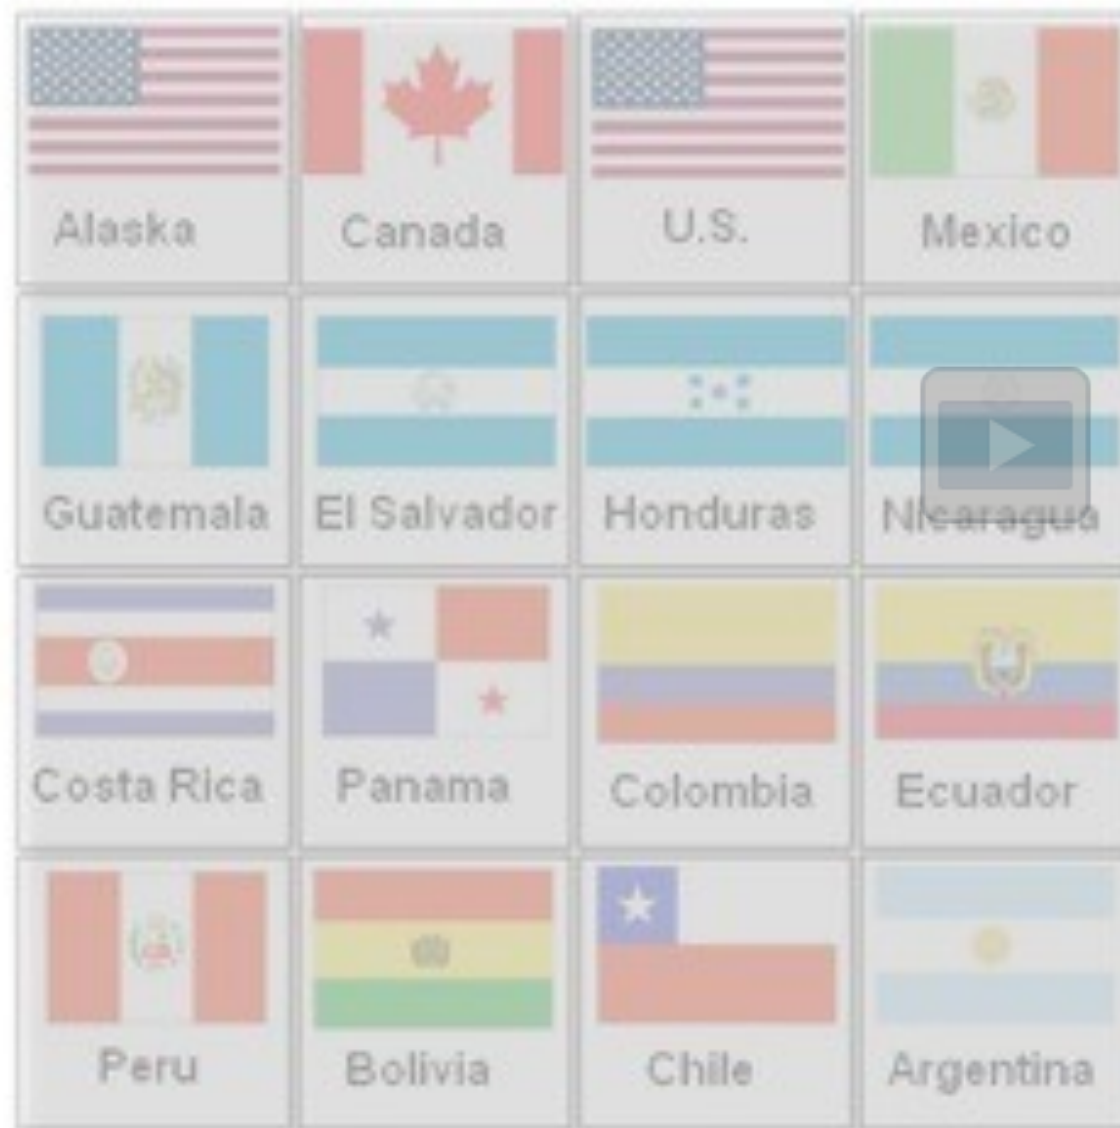 Alaska Canada U.S. Mexico
Guatemala El Salvador Honduras Nicaragua
Costa Rica Panama Colombia Ecuador
Peru Bolivia Chile Argentina